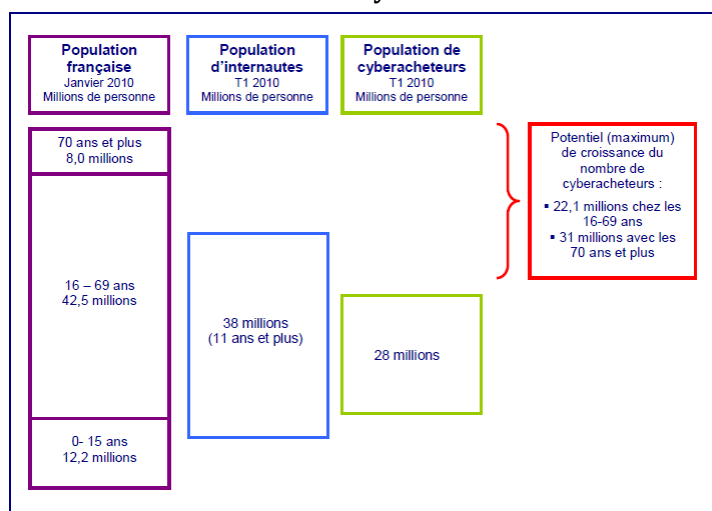 Population
française
Janvier 2010
Millions de personne
Population
d'internautes
T1 2010
Millions de personne
Population de
cyberacheteurs
T1 2010
Millions de personne
70 ans et plus
8,0 millions
16 – 69 ans
42,5 millions
0- 15 ans
12,2 millions
38 millions
(11 ans et plus)
28 millions
Potentiel (maximum)
de croissance du
nombre de
cyberacheteurs :
▪ 22,1 millions chez les
16-69 ans
▪ 31 millions avec les
70 ans et plus